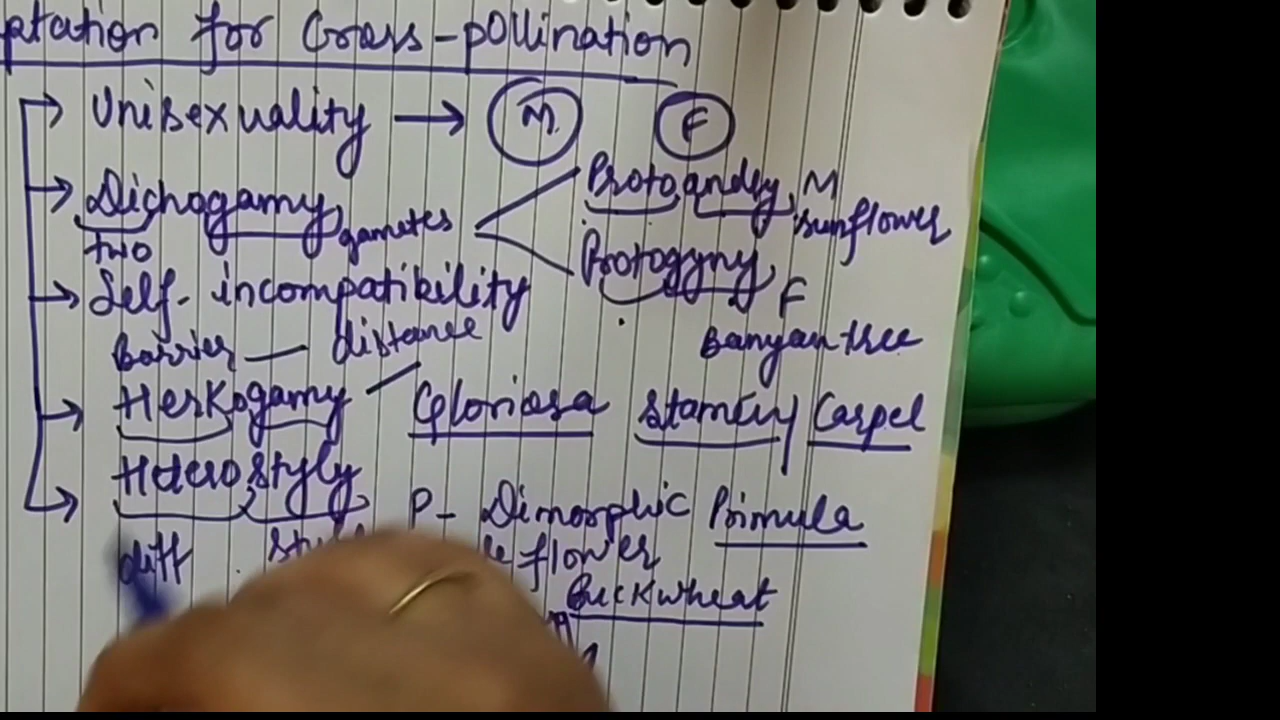 ptation for Cross-pollination
Unisexuality → M F
Dichogamy Protoandry M
two gametes sunflower
Protogyny F
Self-incompatibility Banyan tree
Barrier — distance
Herkogamy — Gloriosa Stamen/Carpel
Heterostyly P- Dimorphic Primula
diff flower
Buckwheat